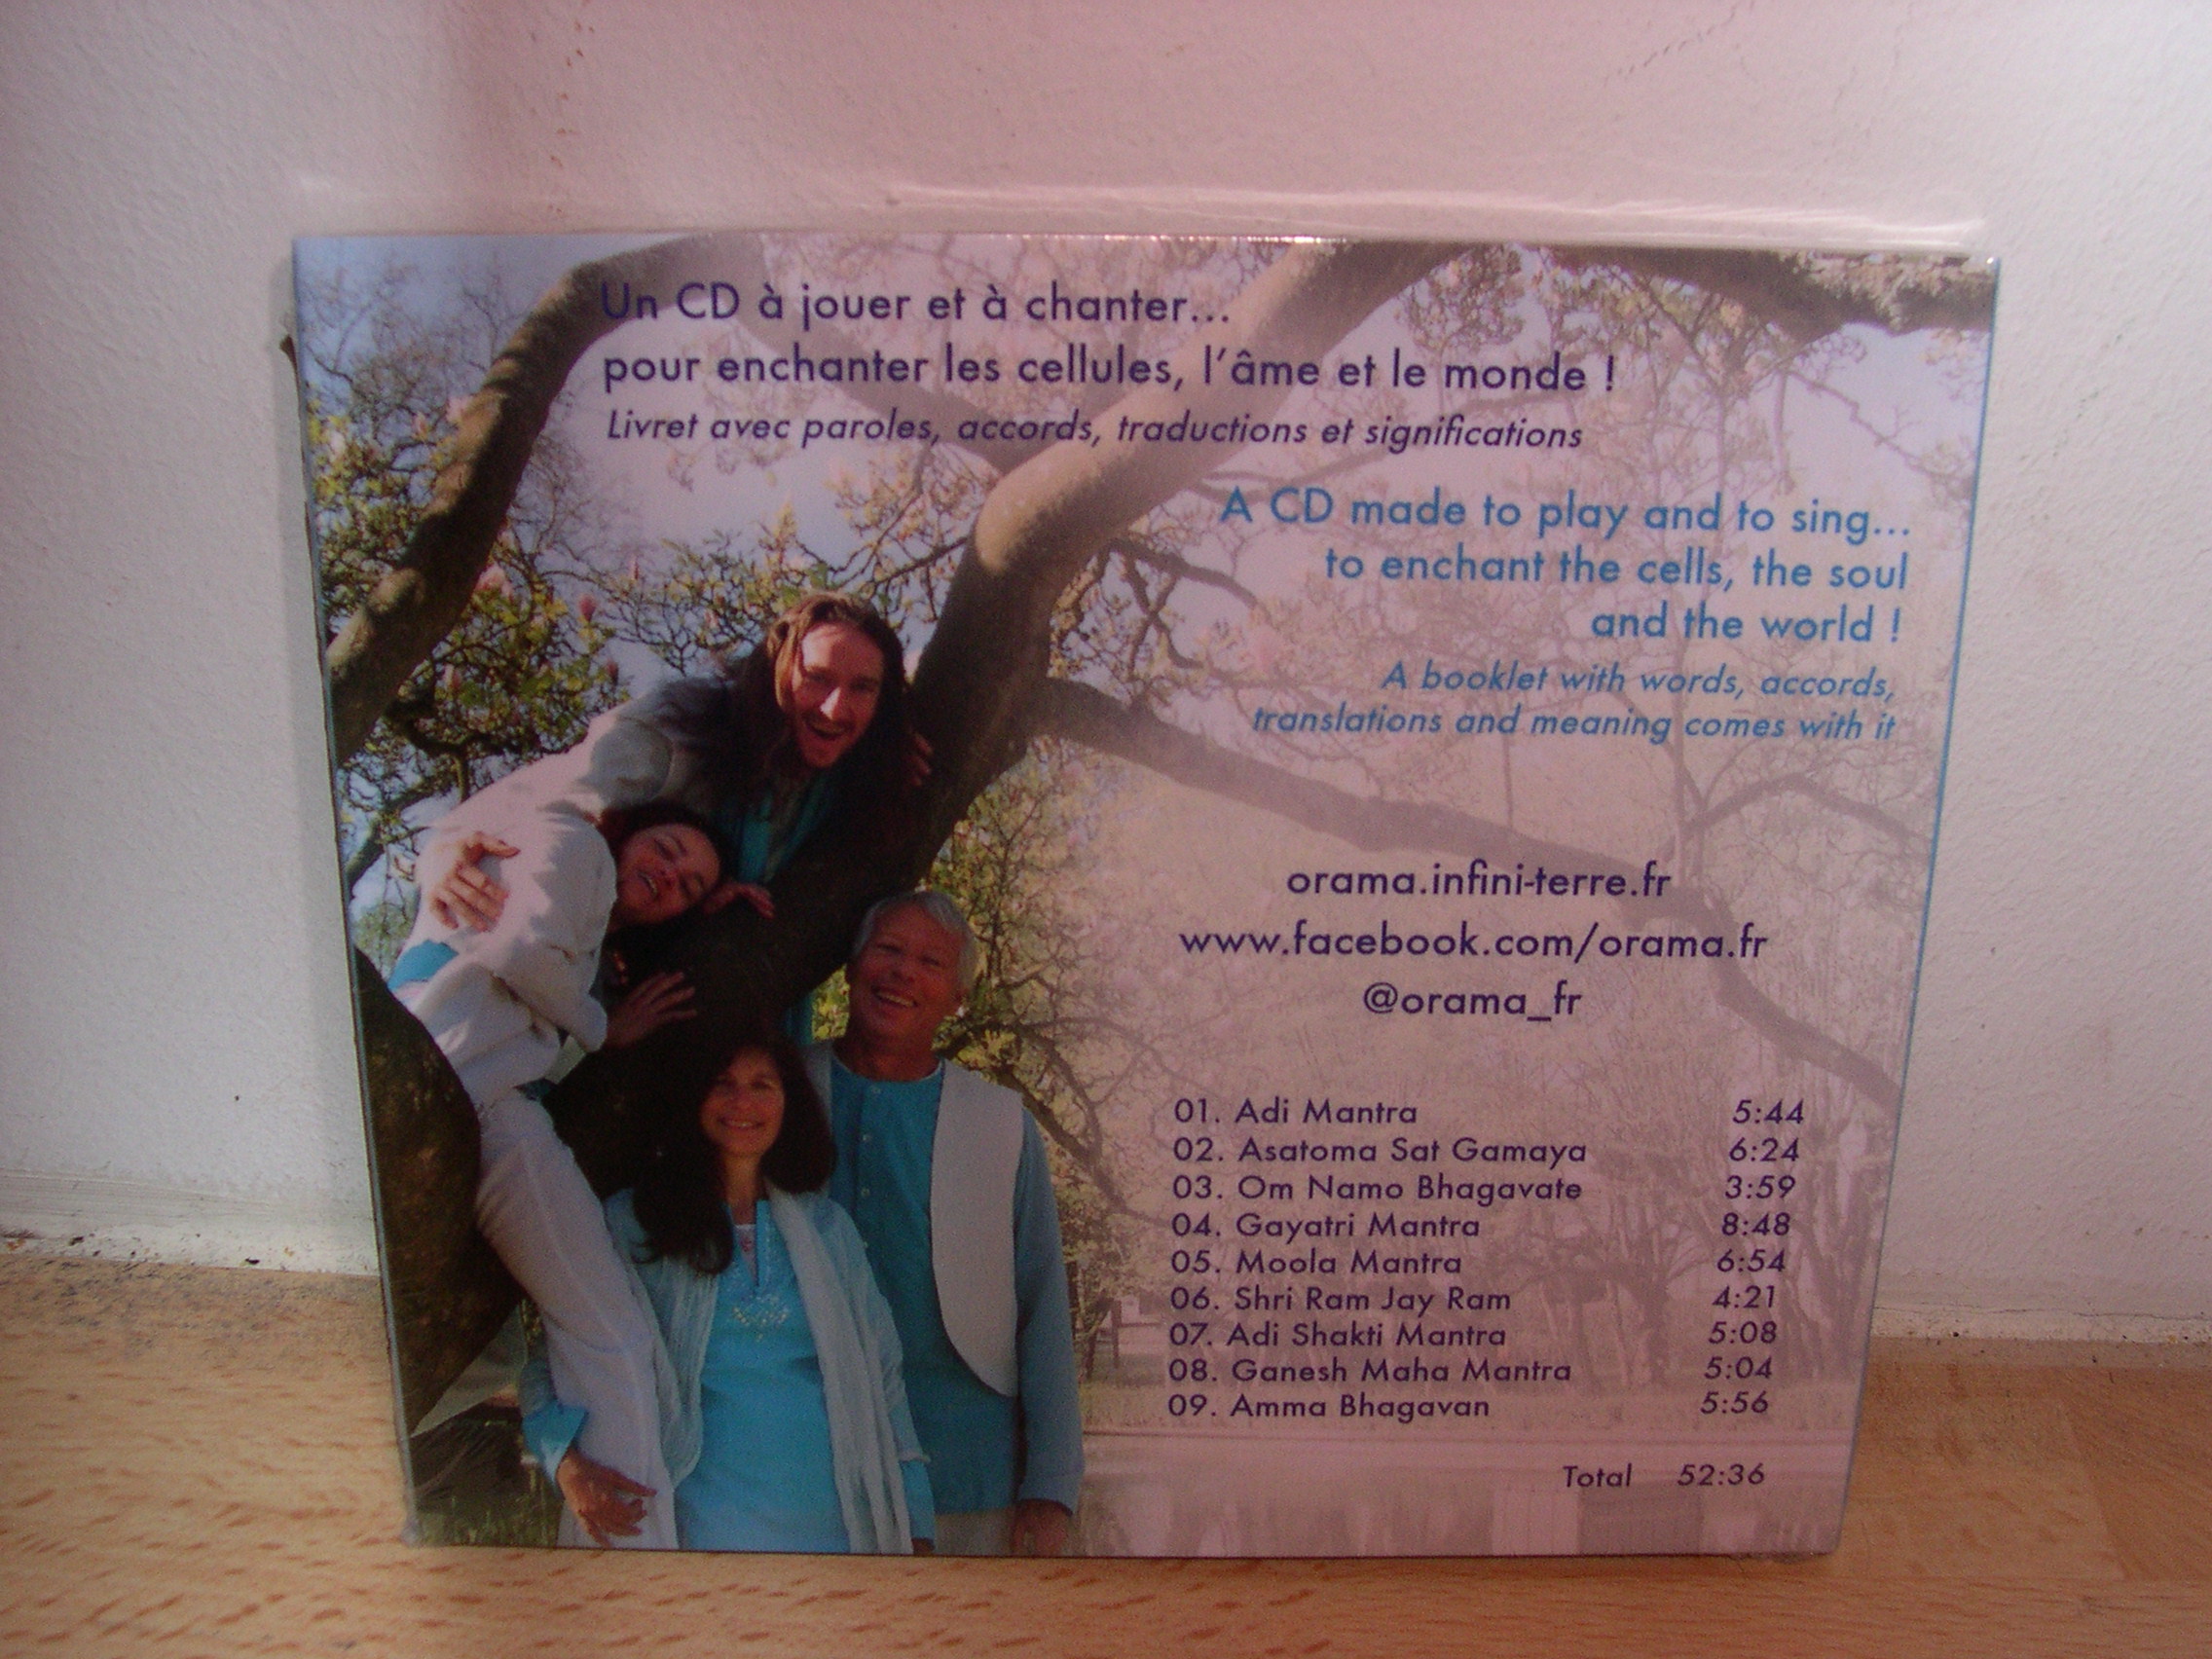 Un CD à jouer et à chanter...
pour enchanter les cellules, l'âme et le monde !
Livret avec paroles, accords, traductions et significations
A CD made to play and to sing...
to enchant the cells, the soul
and the world !
A booklet with words, accords,
translations and meaning comes with it
orama.infini-terre.fr
www.facebook.com/orama.fr
@orama_fr
01. Adi Mantra 5:44
02. Asatoma Sat Gamaya 6:24
03. Om Namo Bhagavate 3:59
04. Gayatri Mantra 8:48
05. Moola Mantra 6:54
06. Shri Ram Jay Ram 4:21
07. Adi Shakti Mantra 5:08
08. Ganesh Maha Mantra 5:04
09. Amma Bhagavan 5:56
Total 52:36